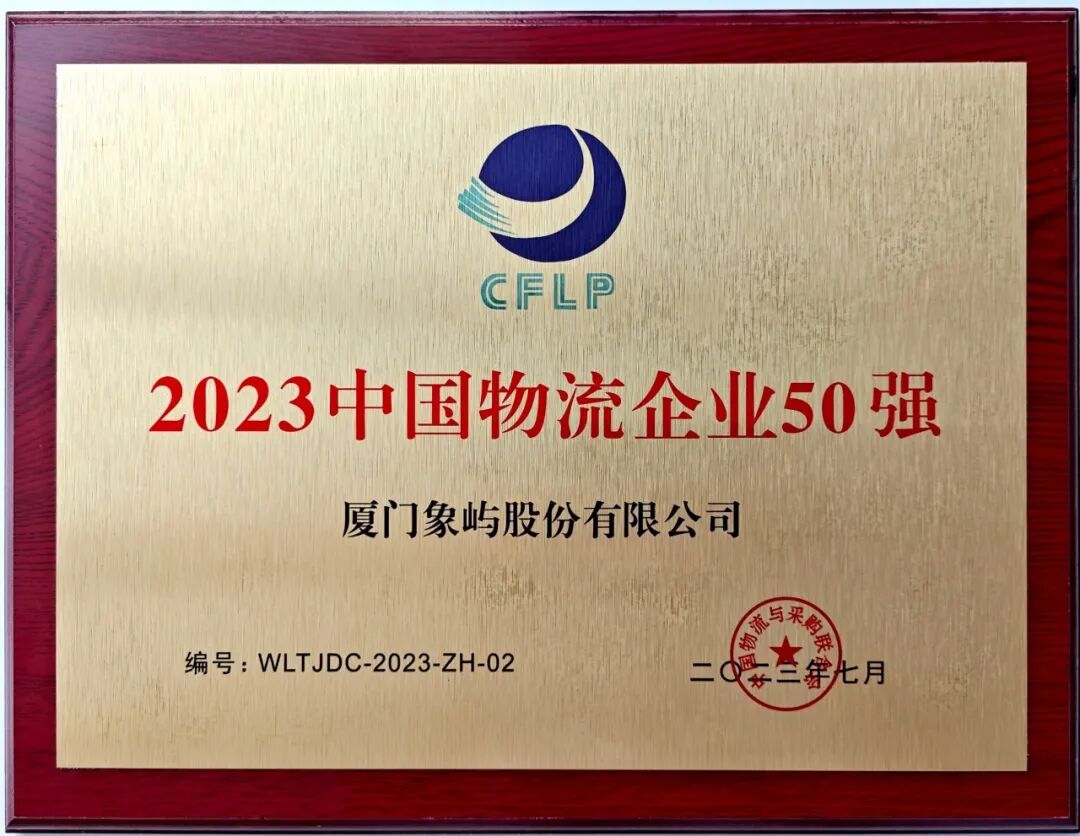 CFLP
2023中国物流企业50强
厦门象屿股份有限公司
中国物流与采购联合会
编号：WLTJDC-2023-ZH-02
二〇二三年七月